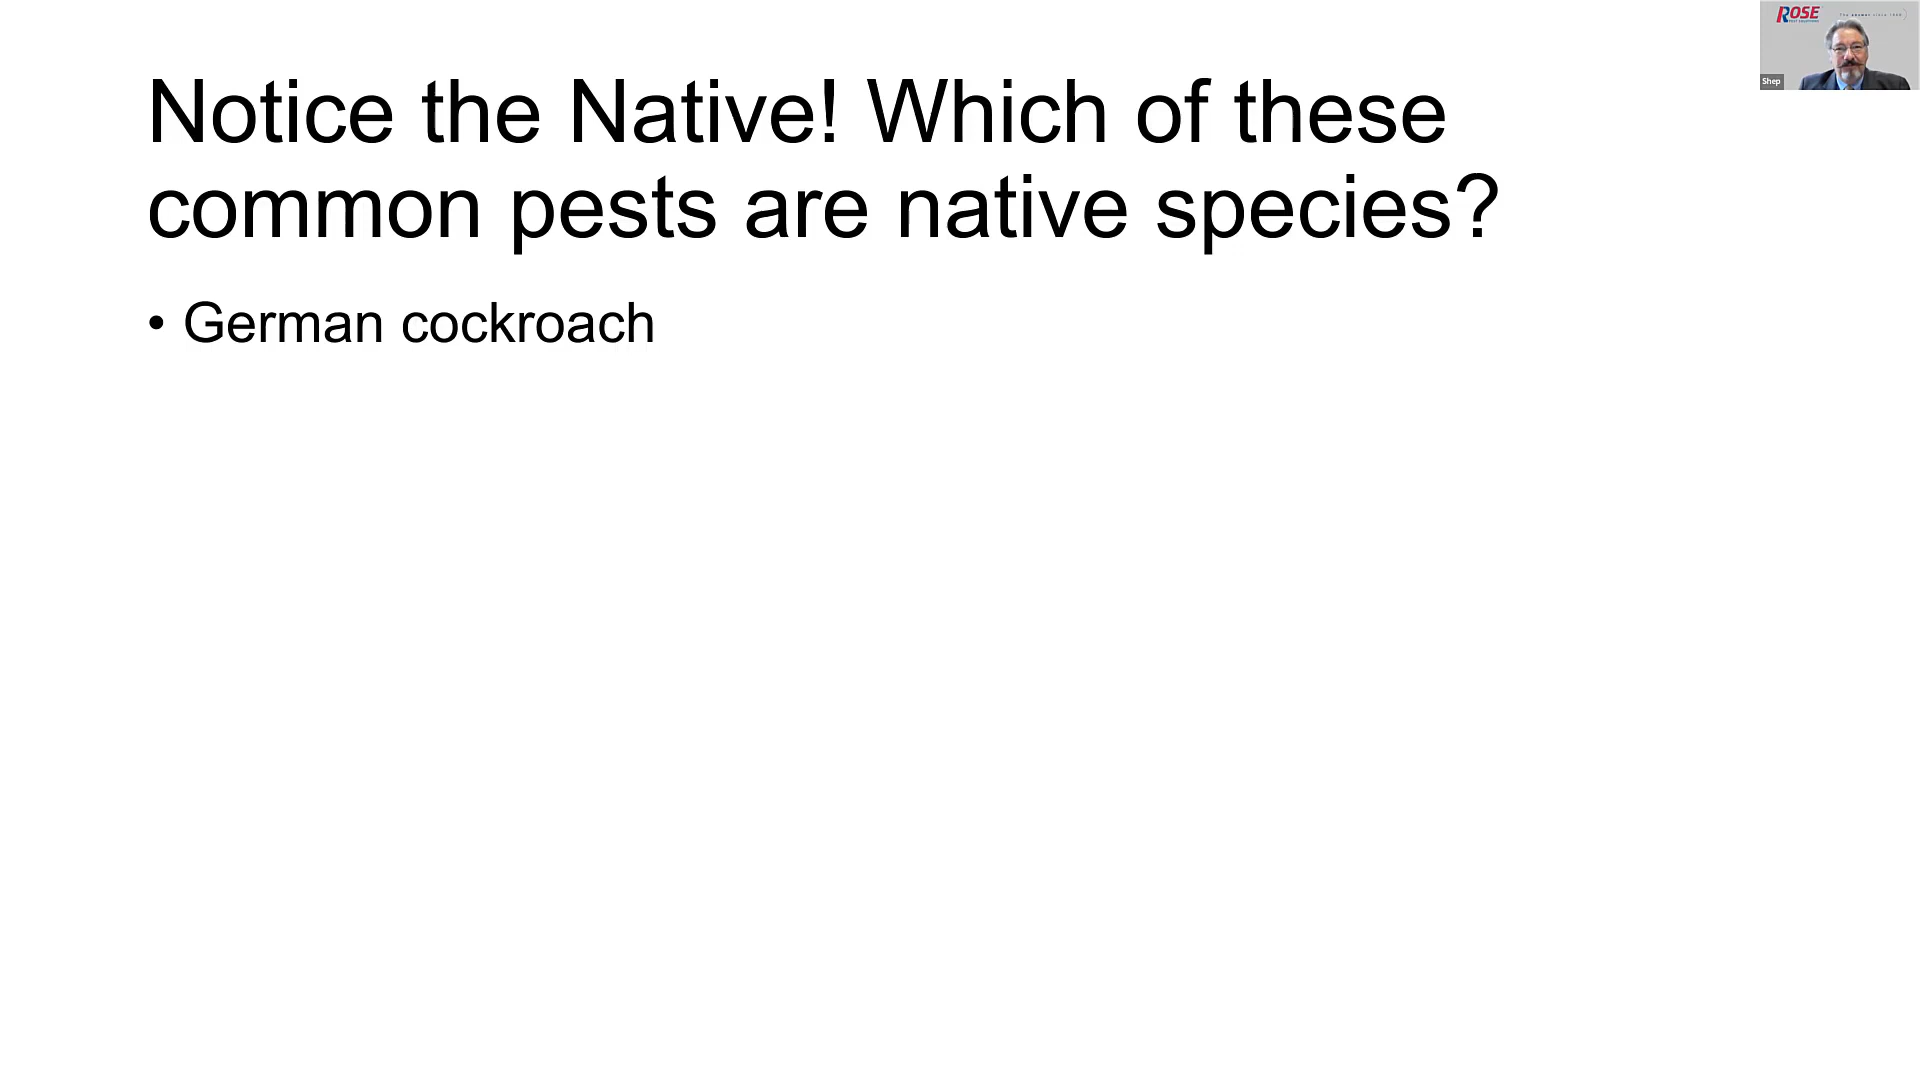 ROSE
Shep
Notice the Native! Which of these
common pests are native species?
• German cockroach